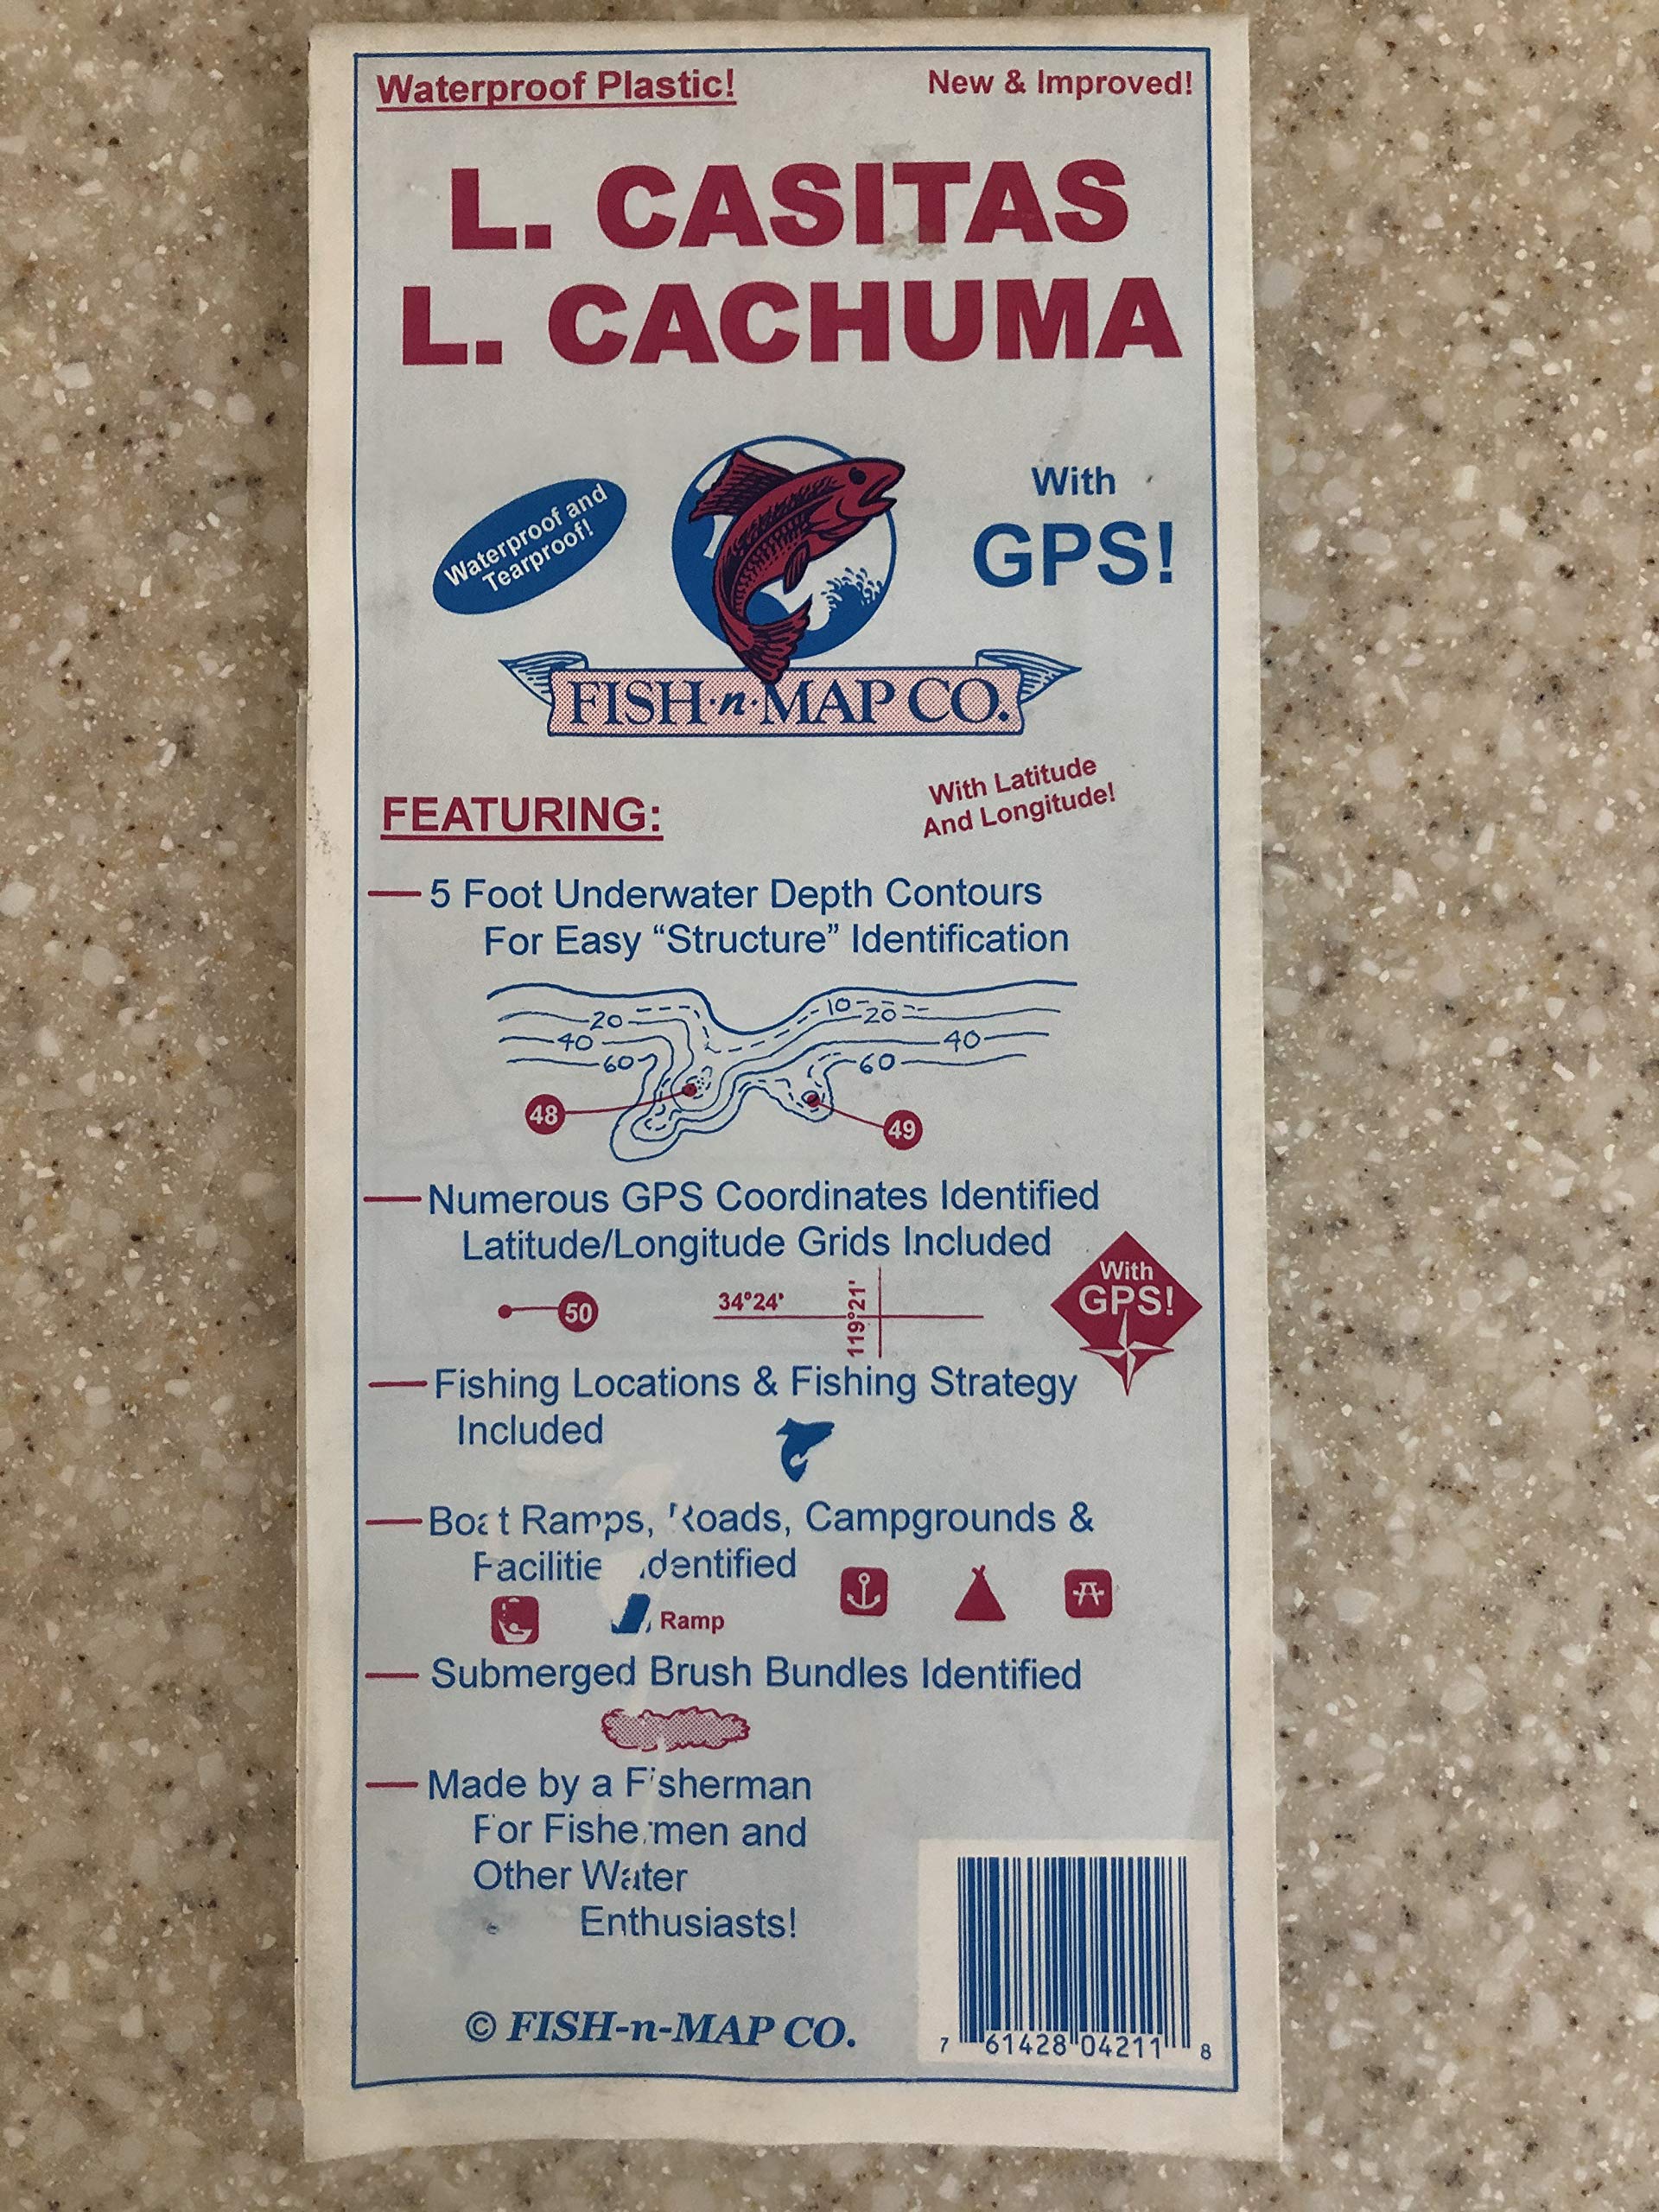 Waterproof Plastic! New & Improved!
L. CASITAS
L. CACHUMA
Waterproof and
Tearproof!
With
GPS!
FISH·n·MAP CO.
With Latitude
And Longitude!
FEATURING:
— 5 Foot Underwater Depth Contours
For Easy “Structure” Identification
10
20 20
40 40
60 60
48 49
— Numerous GPS Coordinates Identified
Latitude/Longitude Grids Included
With
GPS!
50 34°24' 119°21'
— Fishing Locations & Fishing Strategy
Included
— Boat Ramps, Roads, Campgrounds &
Facilitie dentified
Ramp
— Submerged Brush Bundles Identified
— Made by a Fisherman
For Fishermen and
Other Water
Enthusiasts!
© FISH-n-MAP CO.
7 61428 04211 8